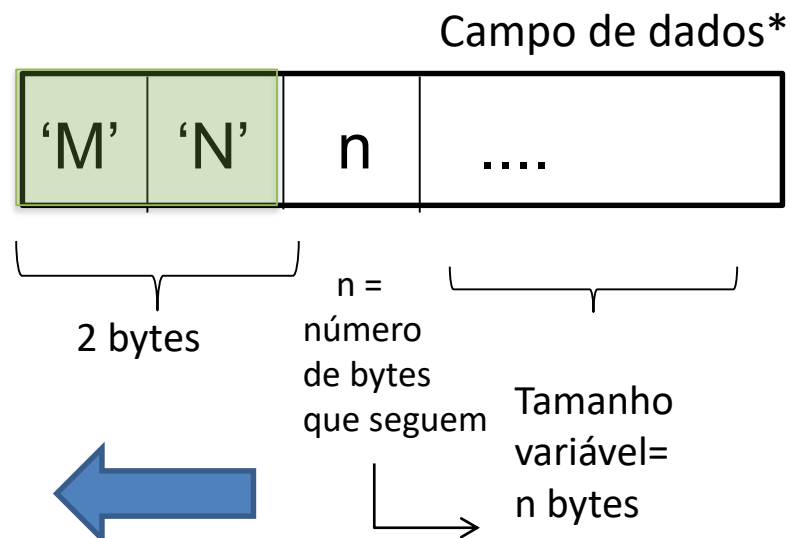 Campo de dados*
‘M’ ‘N’ n ....
2 bytes
n =
número
de bytes
que seguem
Tamanho
variável=
n bytes